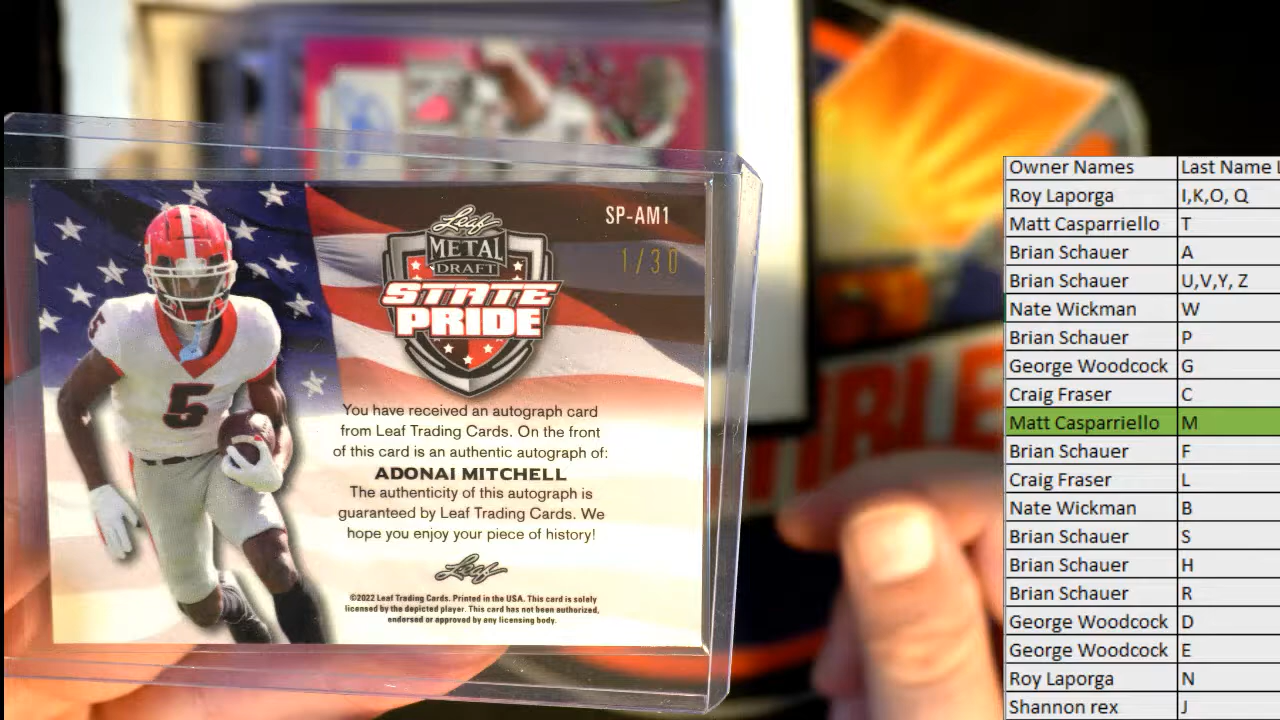 SP-AM1
1/30
Leaf
METAL
DRAFT
STATE
PRIDE
5
5
You have received an autograph card
from Leaf Trading Cards. On the front
of this card is an authentic autograph of:
ADONAI MITCHELL
The authenticity of this autograph is
guaranteed by Leaf Trading Cards. We
hope you enjoy your piece of history!
Leaf
©2022 Leaf Trading Cards. Printed in the USA. This card is solely
licensed by the depicted player. This card has not been authorized,
endorsed or approved by any licensing body.
Owner Names Last Name L
Roy Laporga I,K,O, Q
Matt Casparriello T
Brian Schauer A
Brian Schauer U,V,Y, Z
Nate Wickman W
Brian Schauer P
George Woodcock G
Craig Fraser C
Matt Casparriello M
Brian Schauer F
Craig Fraser L
Nate Wickman B
Brian Schauer S
Brian Schauer H
Brian Schauer R
George Woodcock D
George Woodcock E
Roy Laporga N
Shannon rex J